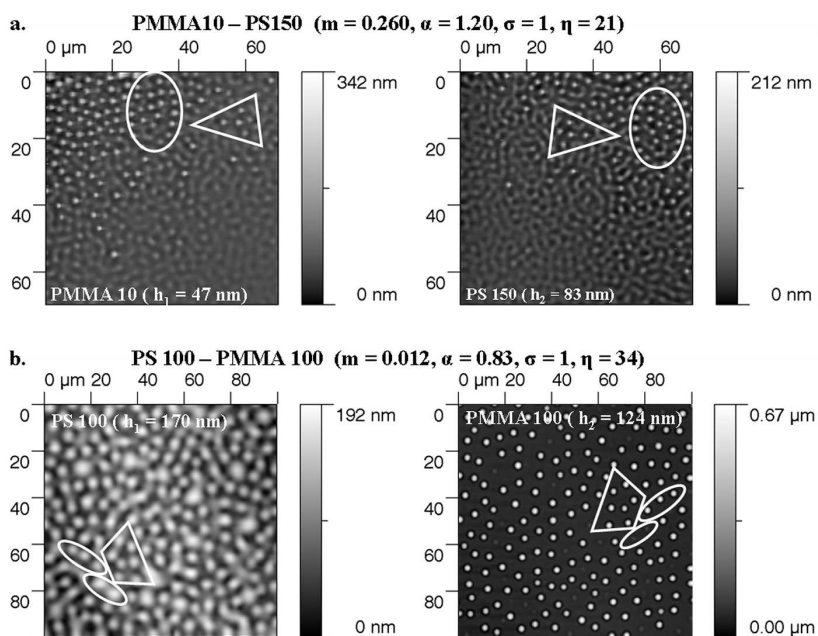 a. PMMA10 – PS150 (m = 0.260, α = 1.20, σ = 1, η = 21)
0 µm 20 40 60
0 µm 20 40 60
0
20
40
60
342 nm
0 nm
0
20
40
60
212 nm
0 nm
PMMA 10 ( h₁ = 47 nm)
PS 150 ( h₂ = 83 nm)
b. PS 100 – PMMA 100 (m = 0.012, α = 0.83, σ = 1, η = 34)
0 µm 20 40 60 80
0 µm 20 40 60 80
0
20
40
60
80
192 nm
0 nm
0
20
40
60
80
0.67 µm
0.00 µm
PS 100 ( h₁ = 170 nm)
PMMA 100 ( h₂ = 124 nm)